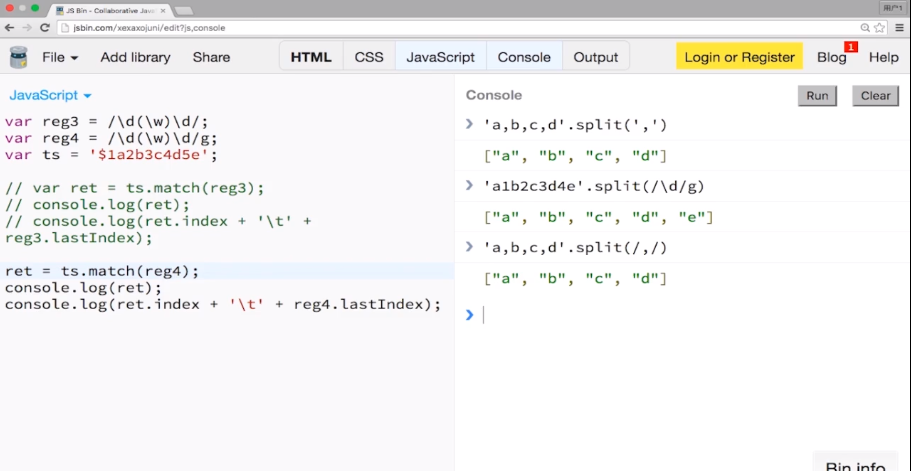 JS Bin - Collaborative Java
用户1
jsbin.com/xexaxojuni/edit?js,console
File Add library Share HTML CSS JavaScript Console Output Login or Register Blog 1 Help
JavaScript
var reg3 = /\d(\w)\d/;
var reg4 = /\d(\w)\d/g;
var ts = '$1a2b3c4d5e';
// var ret = ts.match(reg3);
// console.log(ret);
// console.log(ret.index + '\t' +
reg3.lastIndex);
ret = ts.match(reg4);
console.log(ret);
console.log(ret.index + '\t' + reg4.lastIndex);
Console Run Clear
'a,b,c,d'.split(',')
["a", "b", "c", "d"]
'a1b2c3d4e'.split(/\d/g)
["a", "b", "c", "d", "e"]
'a,b,c,d'.split(/,/)
["a", "b", "c", "d"]
Bin info